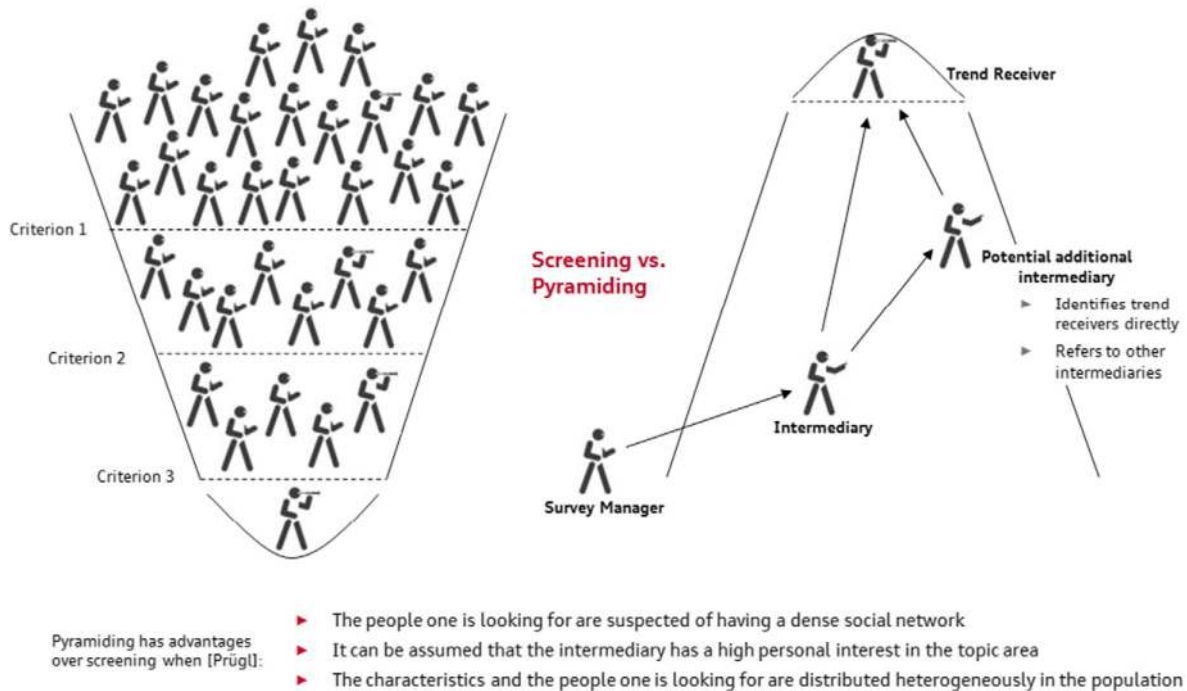 Trend Receiver
Criterion 1
Screening vs.
Pyramiding
Potential additional
intermediary
► Identifies trend
receivers directly
► Refers to other
intermediaries
Criterion 2
Intermediary
Criterion 3
Survey Manager
Pyramiding has advantages
over screening when [Prügl]:
► The people one is looking for are suspected of having a dense social network
► It can be assumed that the intermediary has a high personal interest in the topic area
► The characteristics and the people one is looking for are distributed heterogeneously in the population